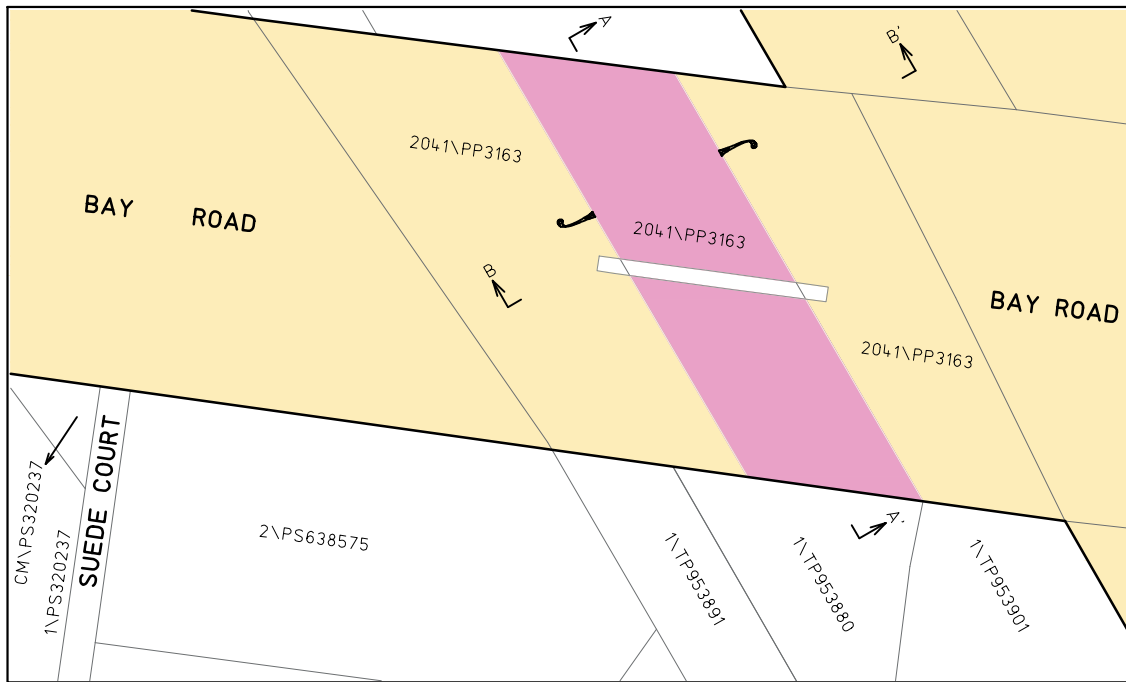 A
B'
2041\PP3163
BAY ROAD
2041\PP3163
B
BAY ROAD
2041\PP3163
SUEDE COURT
CM\PS320237
1\PS320237
2\PS638575
A'
1\TP953891
1\TP953880
1\TP953901